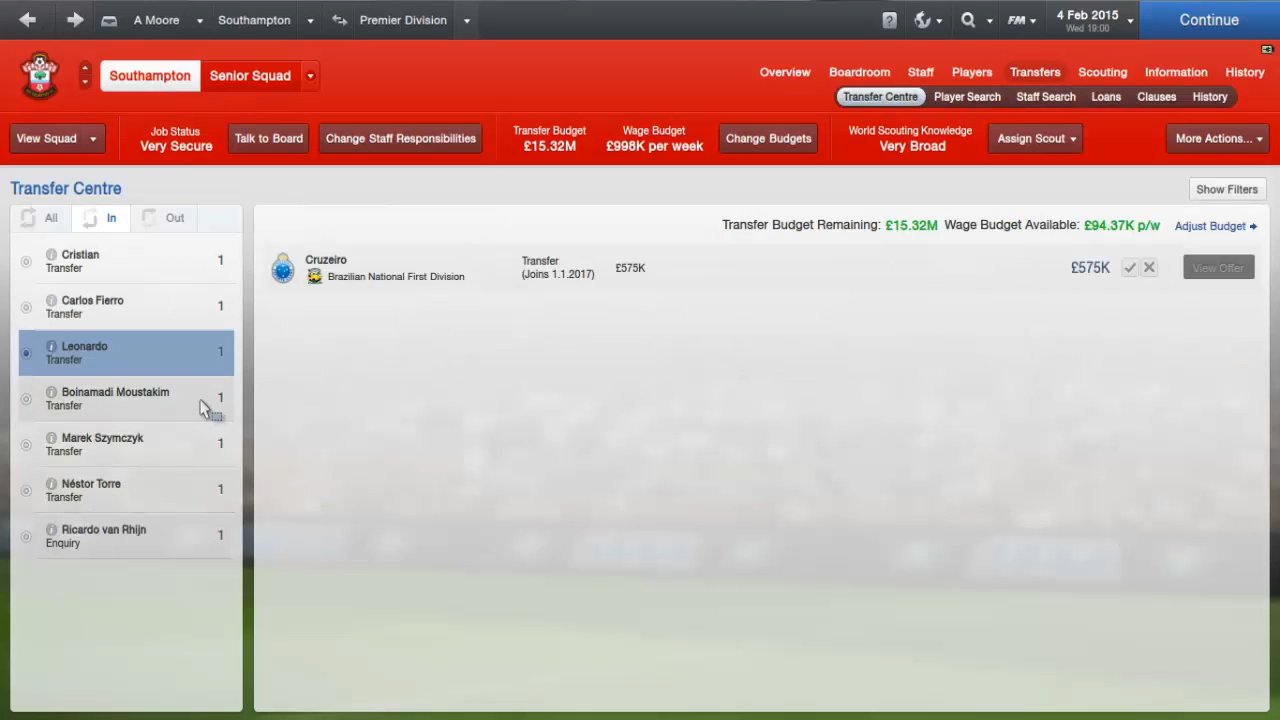 A Moore
Southampton
Premier Division
?
FM
4 Feb 2015
Wed 19:00
Continue
Southampton
Senior Squad
Overview
Boardroom
Staff
Players
Transfers
Scouting
Information
History
Transfer Centre
Player Search
Staff Search
Loans
Clauses
History
View Squad
Job Status
Very Secure
Talk to Board
Change Staff Responsibilities
Transfer Budget
£15.32M
Wage Budget
£998K per week
Change Budgets
World Scouting Knowledge
Very Broad
Assign Scout
More Actions...
Transfer Centre
Show Filters
All
In
Out
Transfer Budget Remaining: £15.32M Wage Budget Available: £94.37K p/w Adjust Budget
Cristian
Transfer
1
Carlos Fierro
Transfer
1
Leonardo
Transfer
1
Boinamadi Moustakim
Transfer
1
Marek Szymczyk
Transfer
1
Néstor Torre
Transfer
1
Ricardo van Rhijn
Enquiry
1
Cruzeiro
Brazilian National First Division
Transfer
(Joins 1.1.2017)
£575K
£575K
View Offer